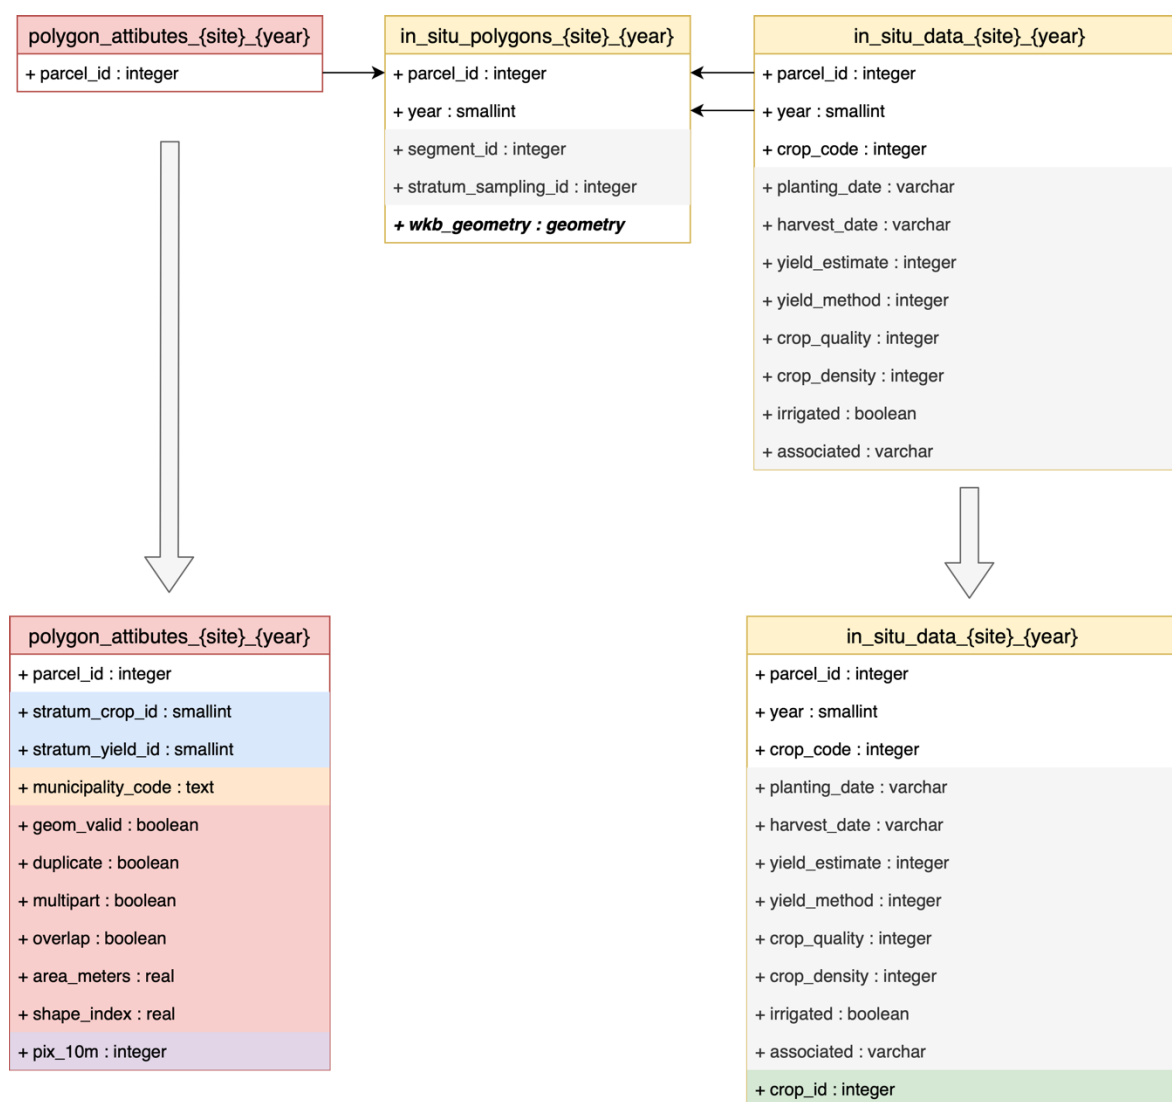 polygon_attibutes_{site}_{year}
+ parcel_id : integer
in_situ_polygons_{site}_{year}
+ parcel_id : integer
+ year : smallint
+ segment_id : integer
+ stratum_sampling_id : integer
+ wkb_geometry : geometry
in_situ_data_{site}_{year}
+ parcel_id : integer
+ year : smallint
+ crop_code : integer
+ planting_date : varchar
+ harvest_date : varchar
+ yield_estimate : integer
+ yield_method : integer
+ crop_quality : integer
+ crop_density : integer
+ irrigated : boolean
+ associated : varchar
polygon_attibutes_{site}_{year}
+ parcel_id : integer
+ stratum_crop_id : smallint
+ stratum_yield_id : smallint
+ municipality_code : text
+ geom_valid : boolean
+ duplicate : boolean
+ multipart : boolean
+ overlap : boolean
+ area_meters : real
+ shape_index : real
+ pix_10m : integer
in_situ_data_{site}_{year}
+ parcel_id : integer
+ year : smallint
+ crop_code : integer
+ planting_date : varchar
+ harvest_date : varchar
+ yield_estimate : integer
+ yield_method : integer
+ crop_quality : integer
+ crop_density : integer
+ irrigated : boolean
+ associated : varchar
+ crop_id : integer